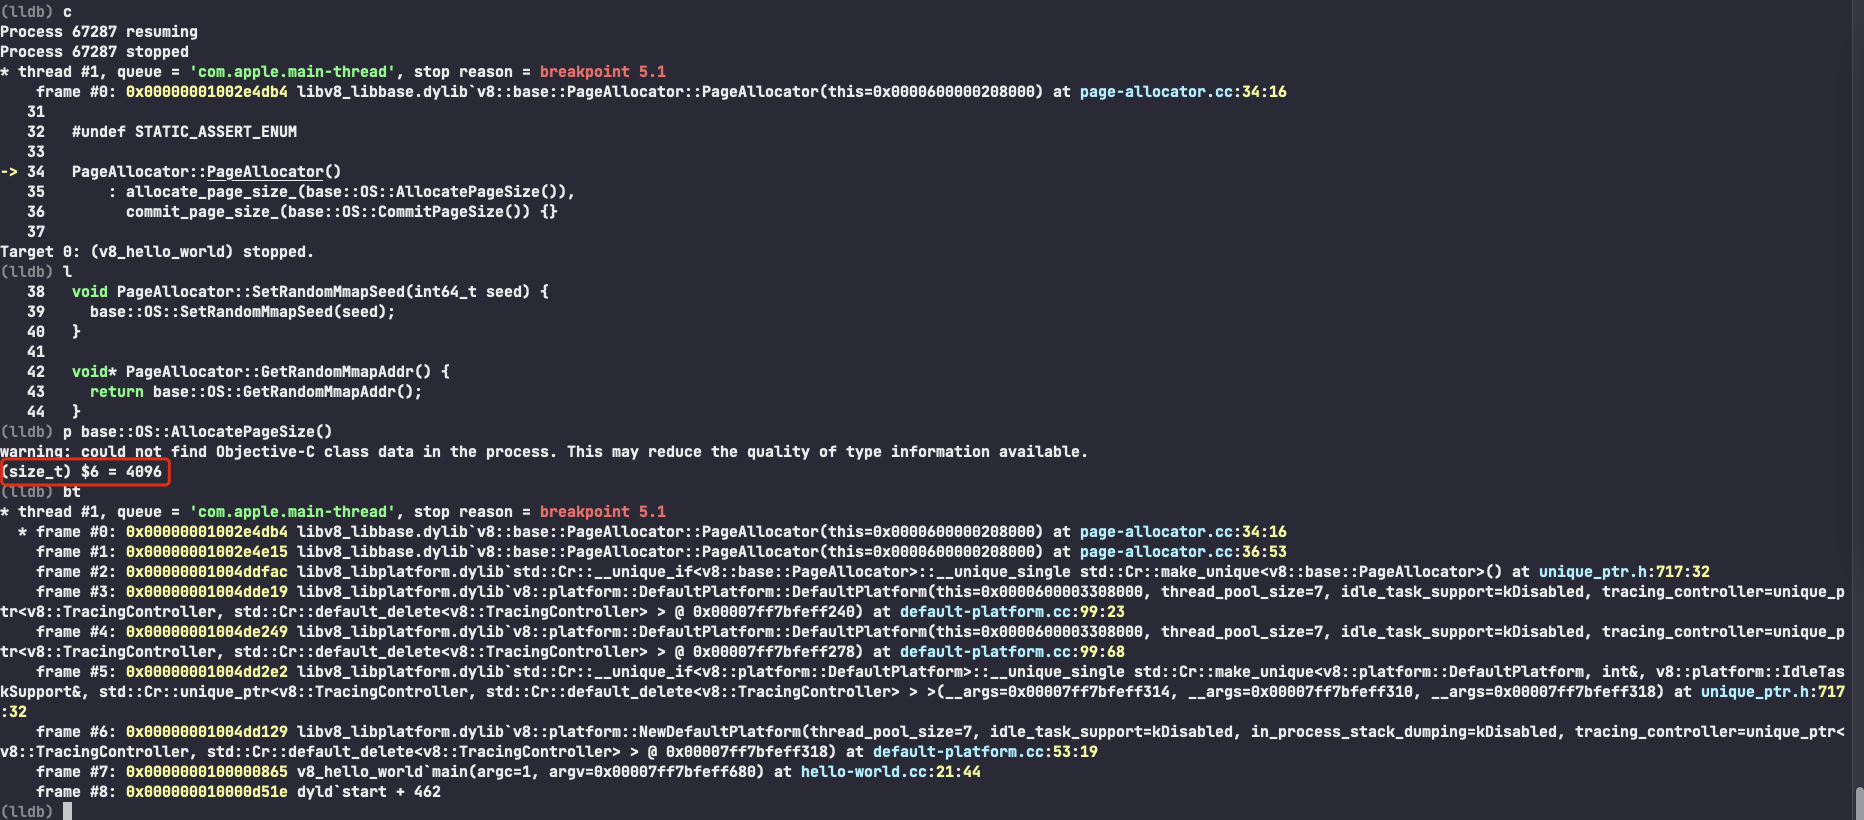 (lldb) c
Process 67287 resuming
Process 67287 stopped
* thread #1, queue = 'com.apple.main-thread', stop reason = breakpoint 5.1
    frame #0: 0x00000001002e4db4 libv8_libbase.dylib`v8::base::PageAllocator::PageAllocator(this=0x0000600000208000) at page-allocator.cc:34:16
   31
   32   #undef STATIC_ASSERT_ENUM
   33
-> 34   PageAllocator::PageAllocator()
   35       : allocate_page_size_(base::OS::AllocatePageSize()),
   36         commit_page_size_(base::OS::CommitPageSize()) {}
   37
Target 0: (v8_hello_world) stopped.
(lldb) l
   38   void PageAllocator::SetRandomMmapSeed(int64_t seed) {
   39     base::OS::SetRandomMmapSeed(seed);
   40   }
   41
   42   void* PageAllocator::GetRandomMmapAddr() {
   43     return base::OS::GetRandomMmapAddr();
   44   }
(lldb) p base::OS::AllocatePageSize()
warning: could not find Objective-C class data in the process. This may reduce the quality of type information available.
(size_t) $6 = 4096
(lldb) bt
* thread #1, queue = 'com.apple.main-thread', stop reason = breakpoint 5.1
  * frame #0: 0x00000001002e4db4 libv8_libbase.dylib`v8::base::PageAllocator::PageAllocator(this=0x0000600000208000) at page-allocator.cc:34:16
    frame #1: 0x00000001002e4e15 libv8_libbase.dylib`v8::base::PageAllocator::PageAllocator(this=0x0000600000208000) at page-allocator.cc:36:53
    frame #2: 0x00000001004ddfac libv8_libplatform.dylib`std::Cr::__unique_if<v8::base::PageAllocator>::__unique_single std::Cr::make_unique<v8::base::PageAllocator>() at unique_ptr.h:717:32
    frame #3: 0x00000001004dde19 libv8_libplatform.dylib`v8::platform::DefaultPlatform::DefaultPlatform(this=0x0000600003308000, thread_pool_size=7, idle_task_support=kDisabled, tracing_controller=unique_p
tr<v8::TracingController, std::Cr::default_delete<v8::TracingController> > @ 0x00007ff7bfeff240) at default-platform.cc:99:23
    frame #4: 0x00000001004de249 libv8_libplatform.dylib`v8::platform::DefaultPlatform::DefaultPlatform(this=0x0000600003308000, thread_pool_size=7, idle_task_support=kDisabled, tracing_controller=unique_p
tr<v8::TracingController, std::Cr::default_delete<v8::TracingController> > @ 0x00007ff7bfeff278) at default-platform.cc:99:68
    frame #5: 0x00000001004dd2e2 libv8_libplatform.dylib`std::Cr::__unique_if<v8::platform::DefaultPlatform>::__unique_single std::Cr::make_unique<v8::platform::DefaultPlatform, int&, v8::platform::IdleTas
kSupport&, std::Cr::unique_ptr<v8::TracingController, std::Cr::default_delete<v8::TracingController> > >(__args=0x00007ff7bfeff314, __args=0x00007ff7bfeff310, __args=0x00007ff7bfeff318) at unique_ptr.h:717
:32
    frame #6: 0x00000001004dd129 libv8_libplatform.dylib`v8::platform::NewDefaultPlatform(thread_pool_size=7, idle_task_support=kDisabled, in_process_stack_dumping=kDisabled, tracing_controller=unique_ptr<
v8::TracingController, std::Cr::default_delete<v8::TracingController> > @ 0x00007ff7bfeff318) at default-platform.cc:53:19
    frame #7: 0x0000000100000865 v8_hello_world`main(argc=1, argv=0x00007ff7bfeff680) at hello-world.cc:21:44
    frame #8: 0x000000010000d51e dyld`start + 462
(lldb)